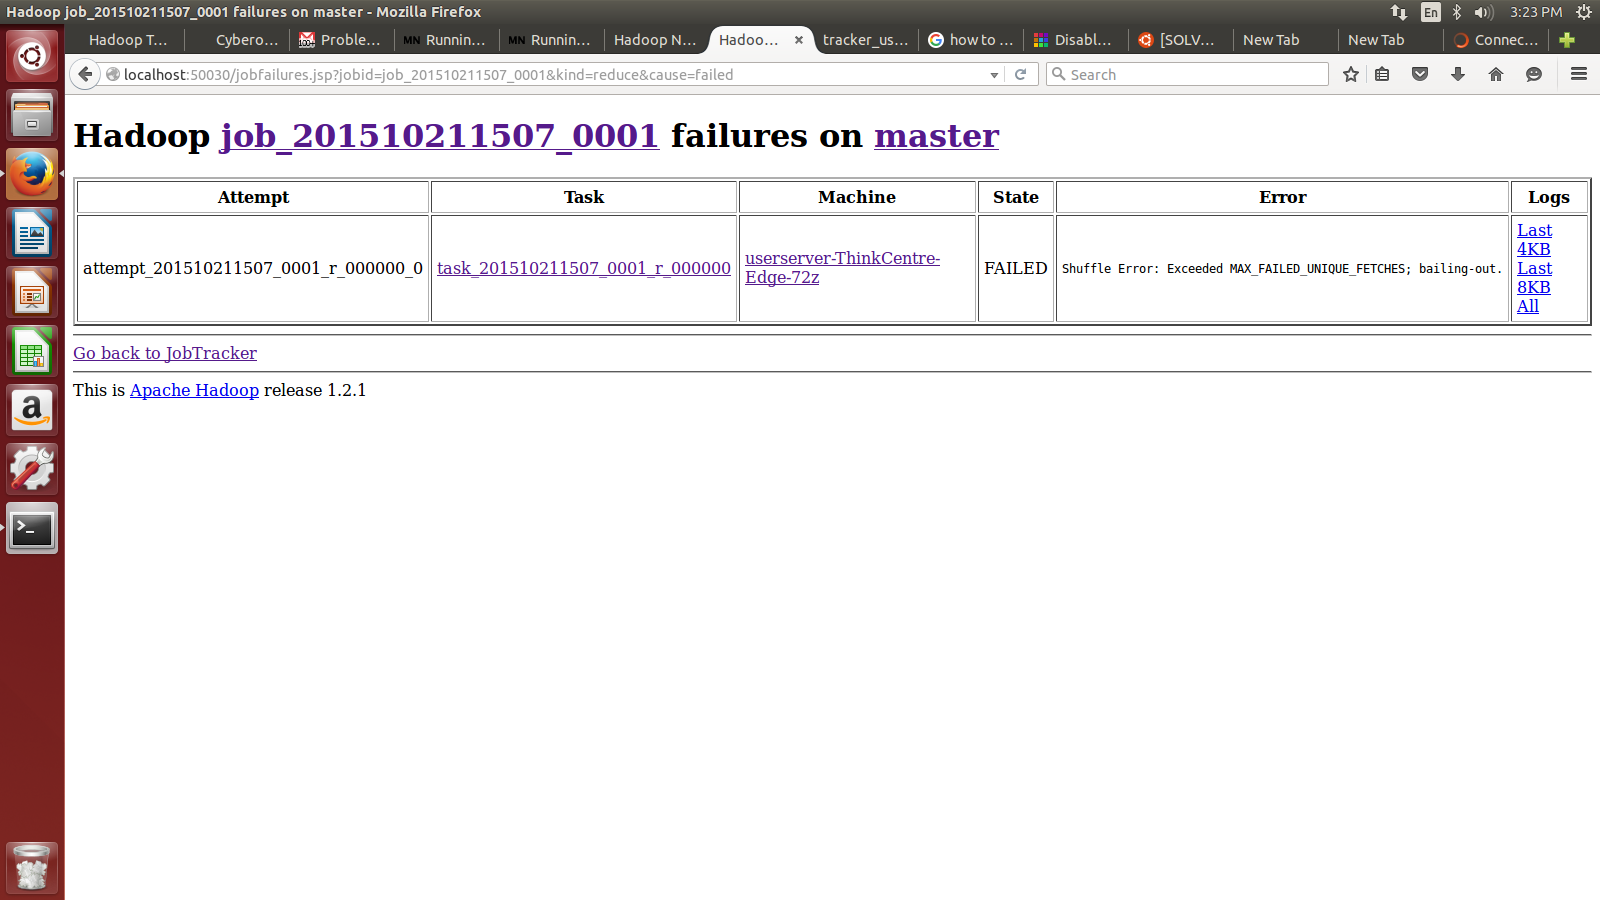 Hadoop job_201510211507_0001 failures on master - Mozilla Firefox
En
3:23 PM
Hadoop T...
Cybero...
100+
Proble...
MN Runnin...
MN Runnin...
Hadoop N...
Hadoo...
tracker_us...
G how to ...
Disabl...
[SOLV...
New Tab
New Tab
Connec...
localhost:50030/jobfailures.jsp?jobid=job_201510211507_0001&kind=reduce&cause=failed
Search
Hadoop job_201510211507_0001 failures on master
Attempt
Task
Machine
State
Error
Logs
attempt_201510211507_0001_r_000000_0
task_201510211507_0001_r_000000
userserver-ThinkCentre-
Edge-72z
FAILED
Shuffle Error: Exceeded MAX_FAILED_UNIQUE_FETCHES; bailing-out.
Last
4KB
Last
8KB
All
Go back to JobTracker
This is Apache Hadoop release 1.2.1
a
>_